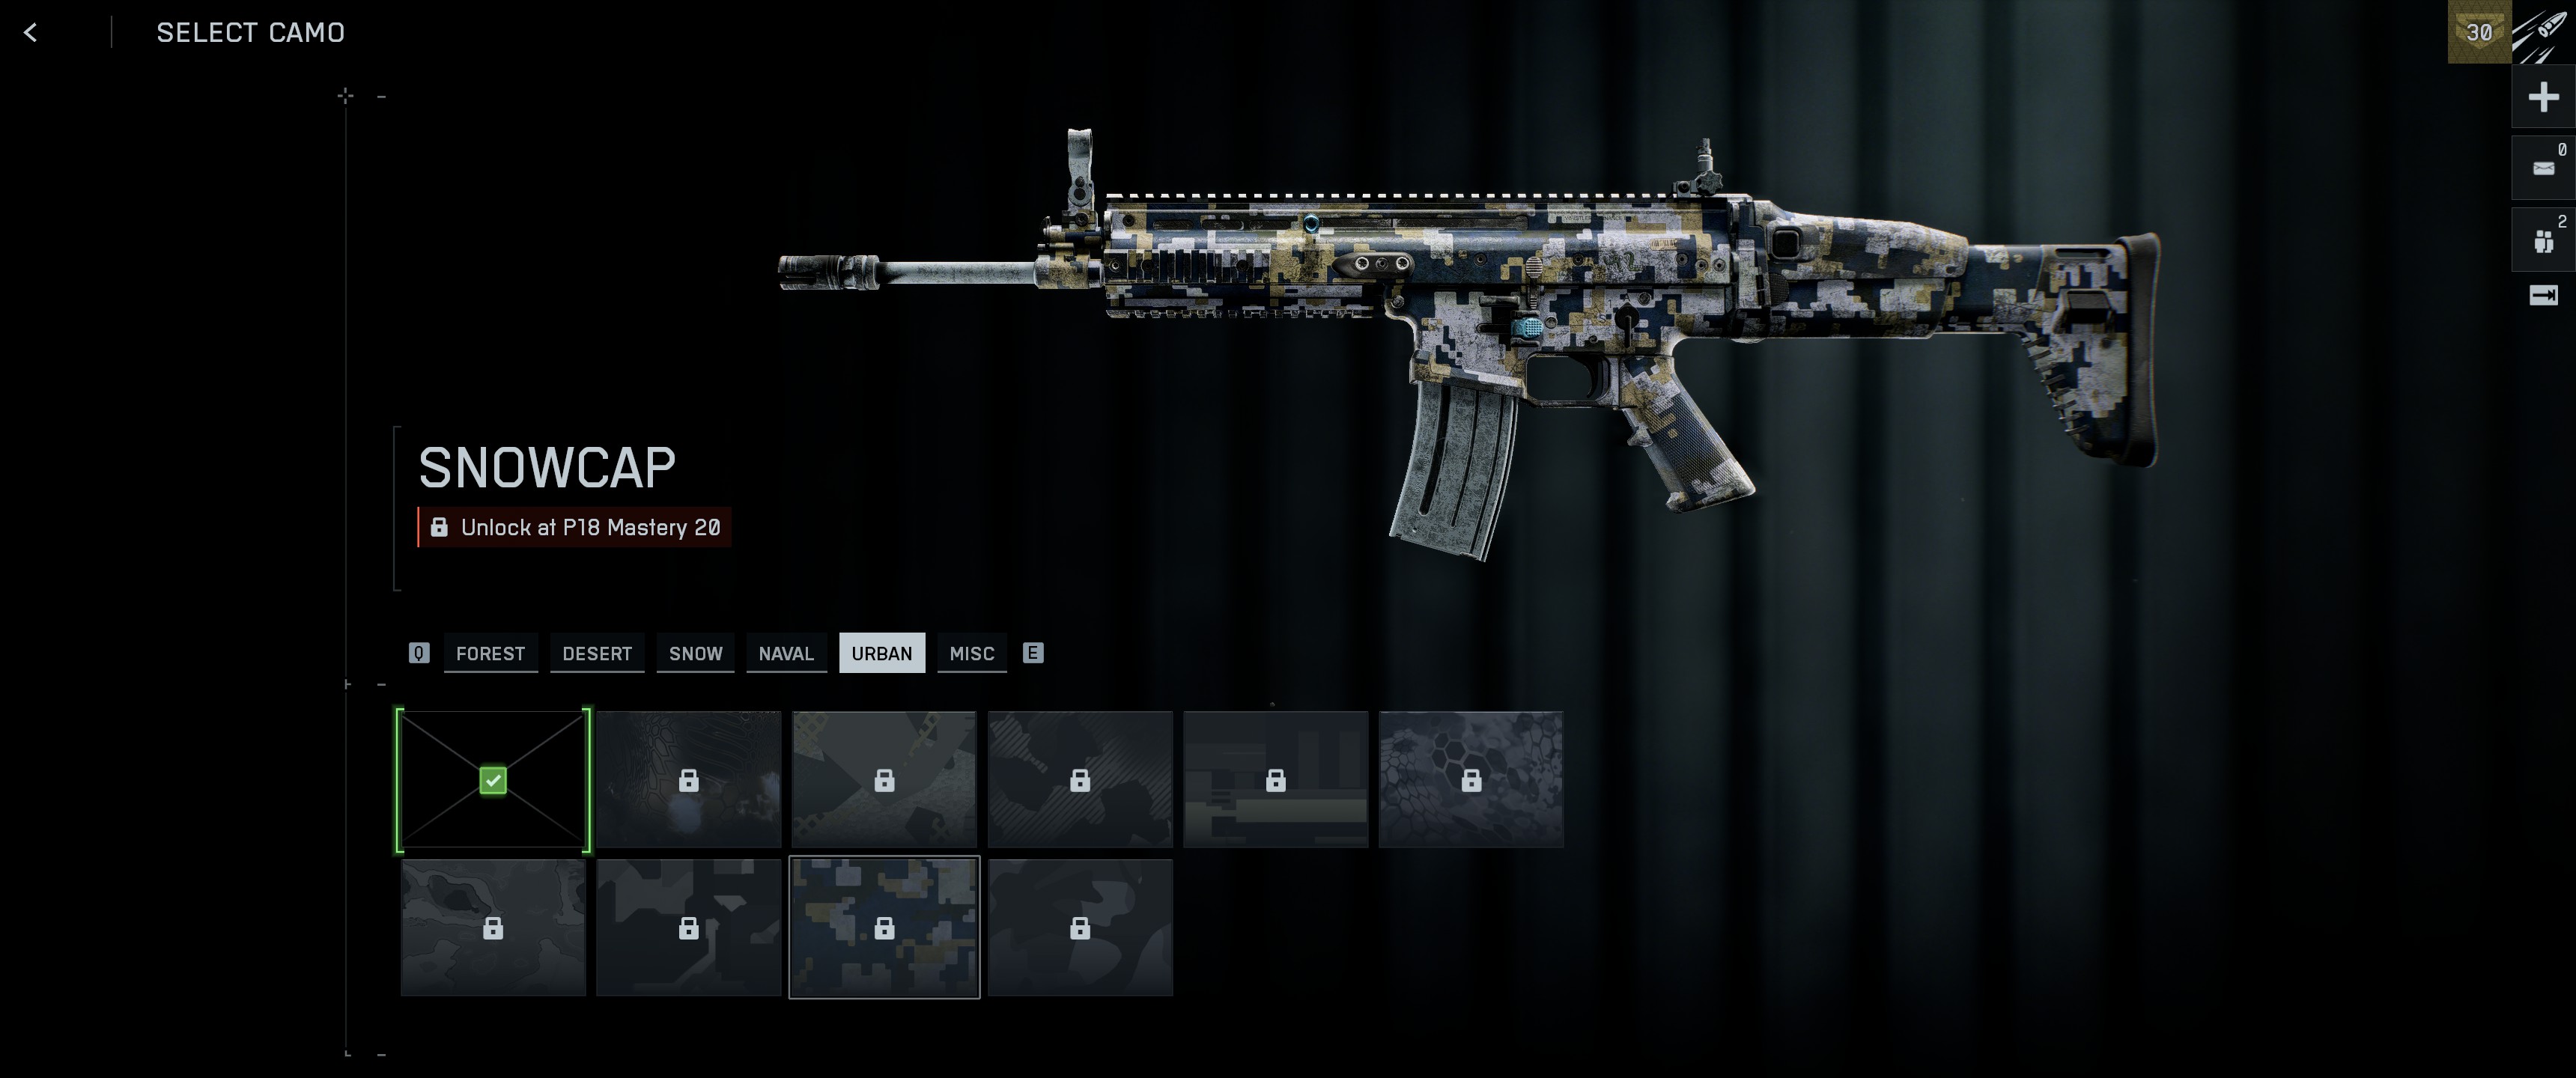 SELECT CAMO
30
0
2
SNOWCAP
Unlock at P18 Mastery 20
Q FOREST DESERT SNOW NAVAL URBAN MISC E